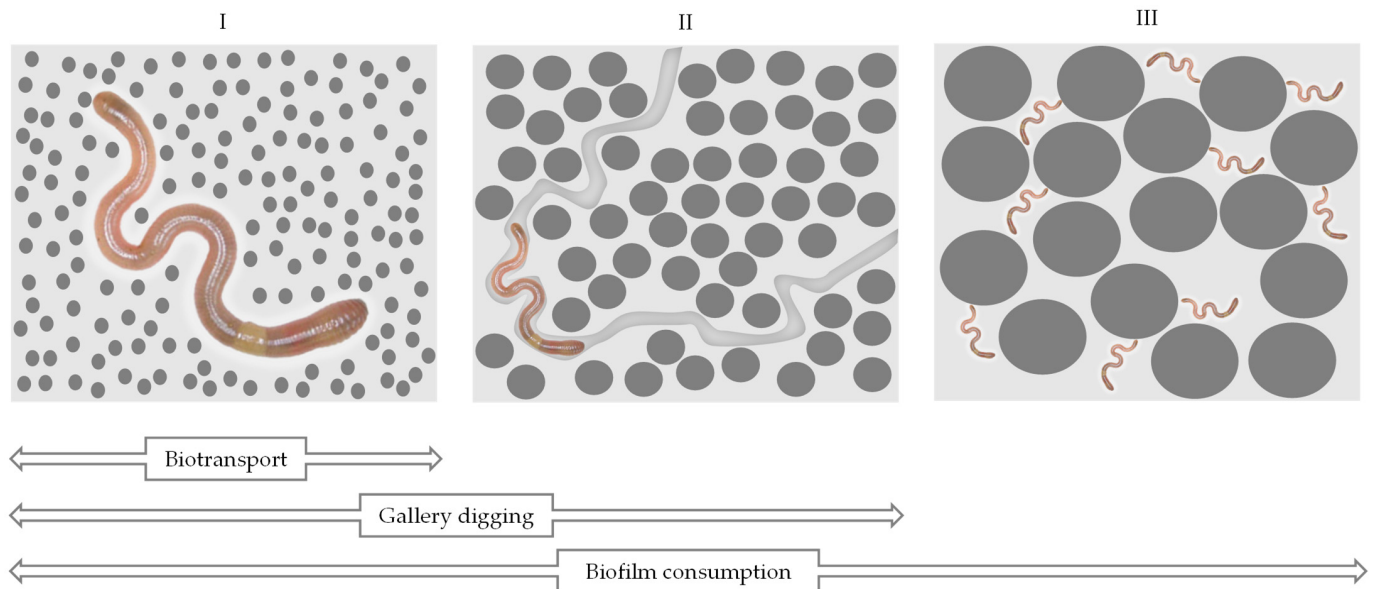 I
II
III
Biotransport
Gallery digging
Biofilm consumption